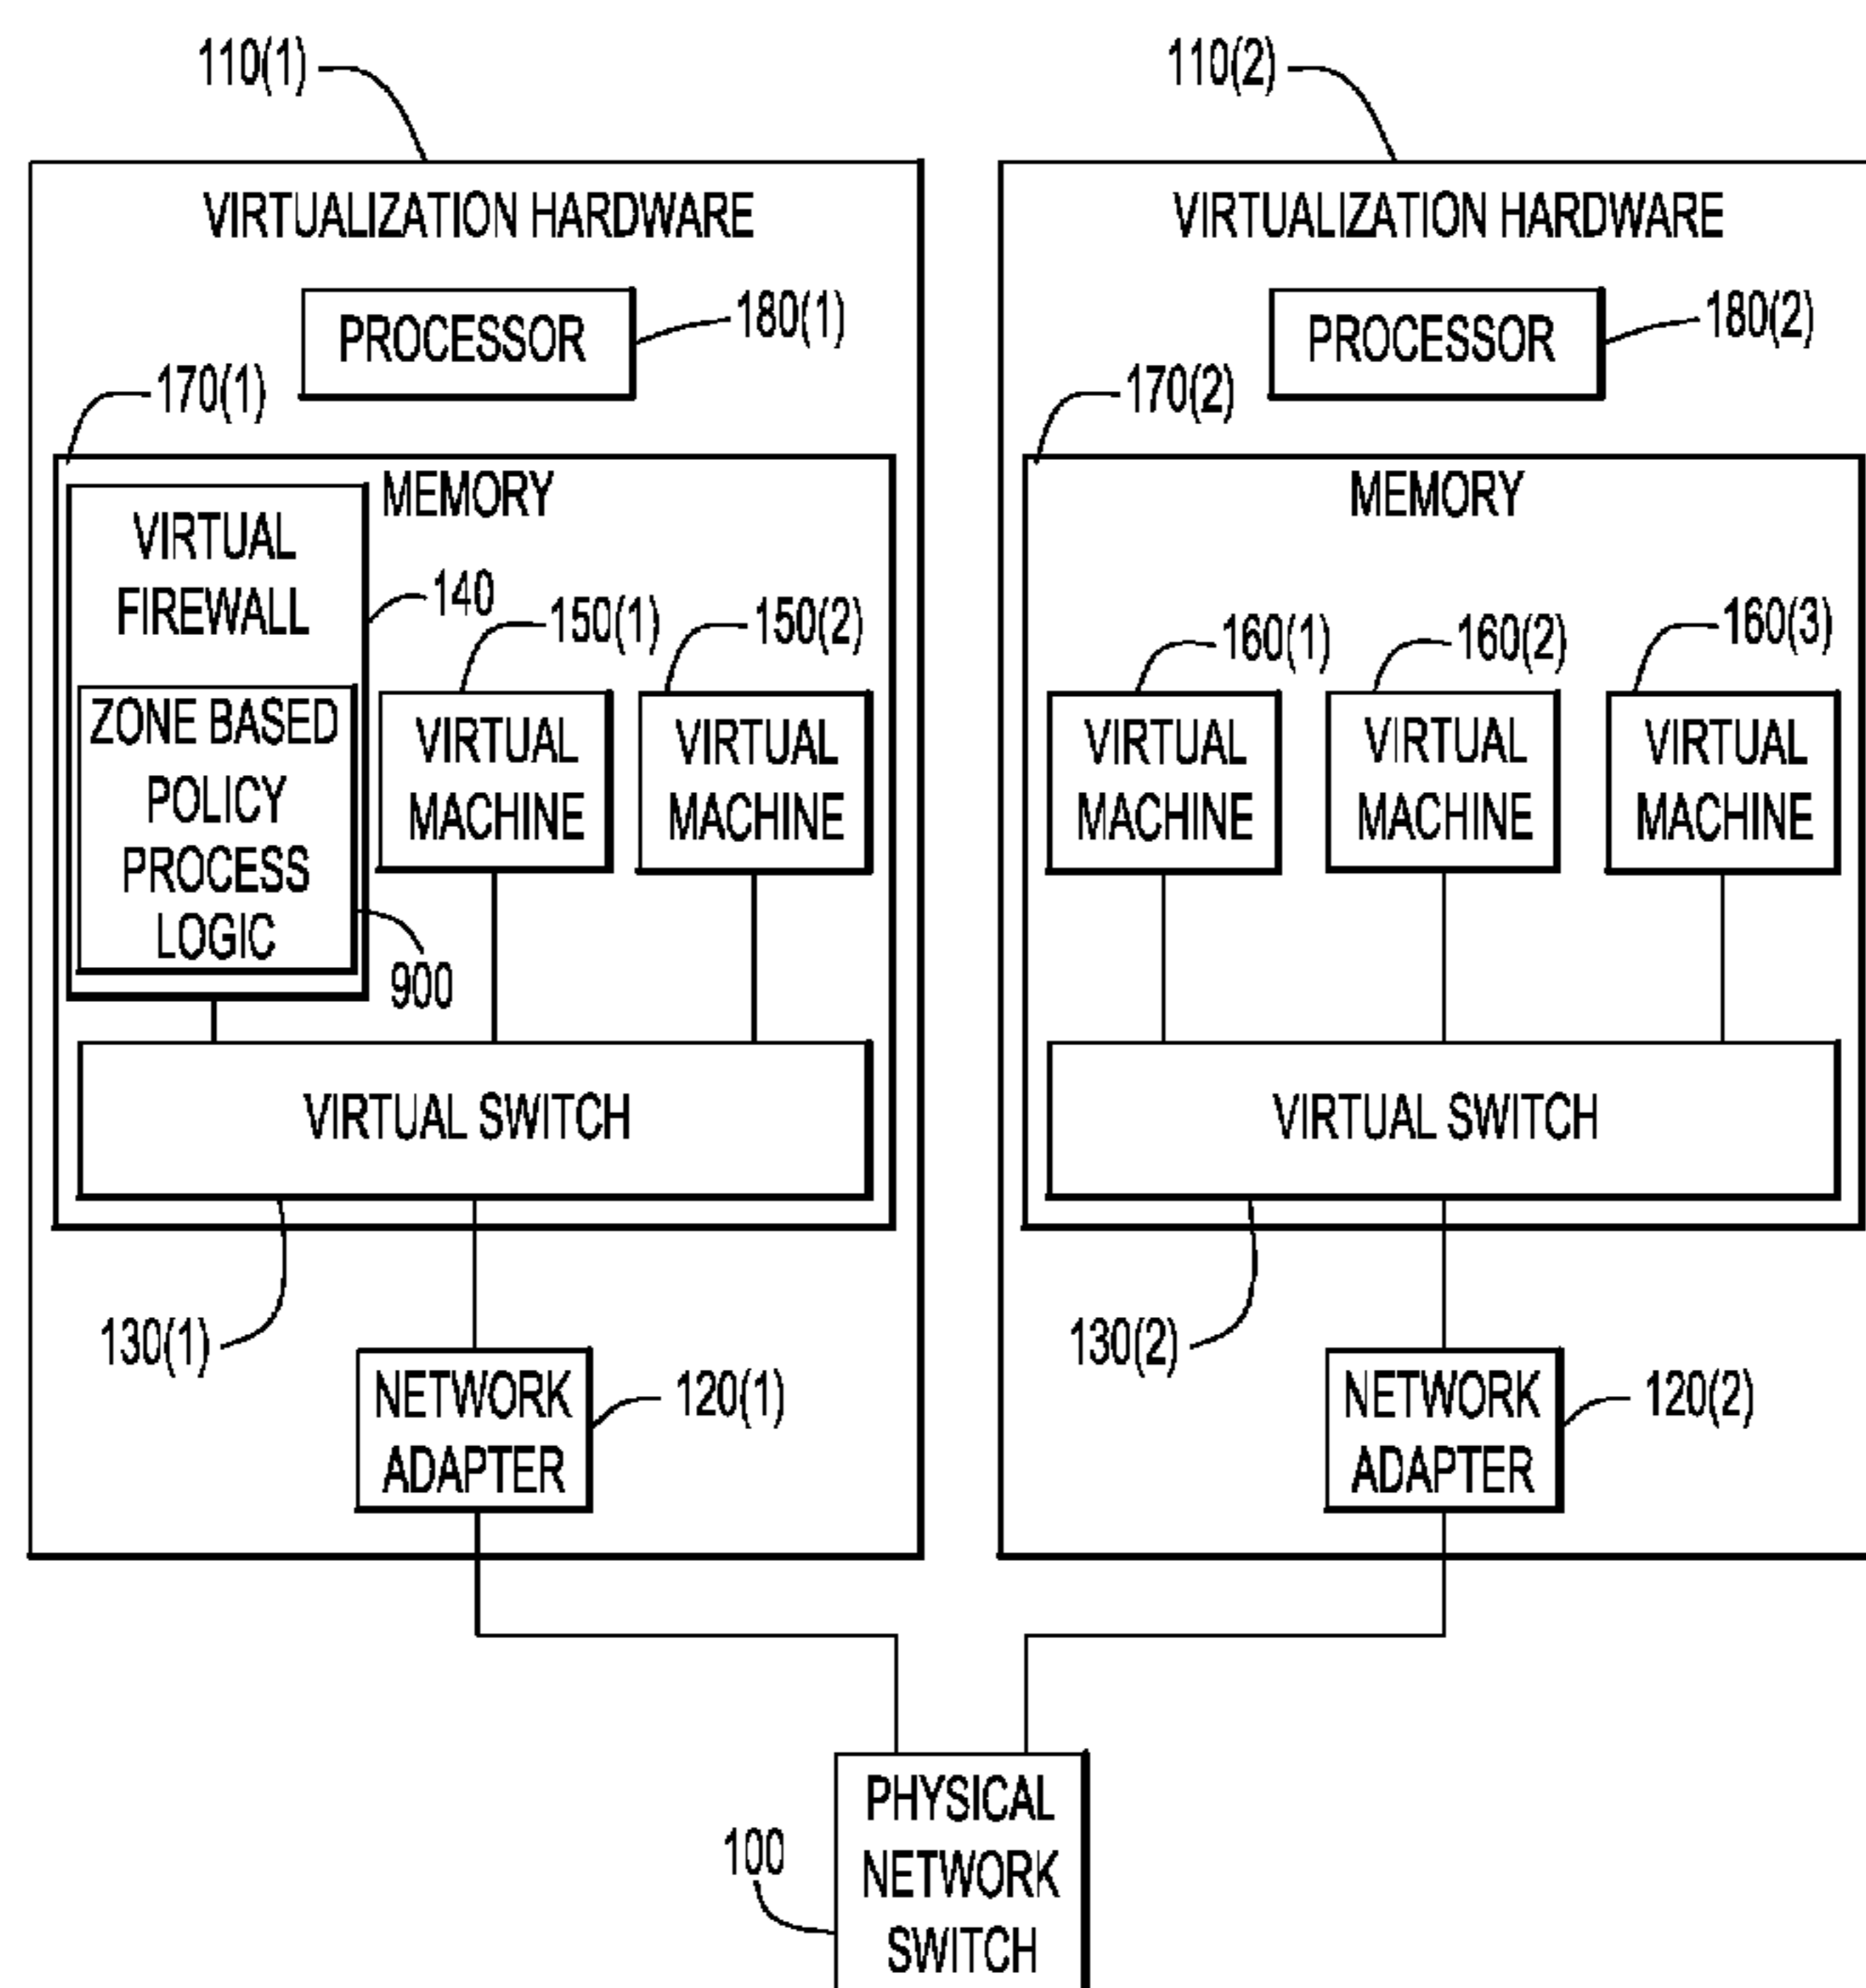 110(1)
110(2)
VIRTUALIZATION HARDWARE
VIRTUALIZATION HARDWARE
PROCESSOR
180(1)
PROCESSOR
180(2)
170(1)
170(2)
MEMORY
MEMORY
VIRTUAL
FIREWALL
140
150(1)
150(2)
160(1)
160(2)
160(3)
ZONE BASED
POLICY
PROCESS
LOGIC
900
VIRTUAL
MACHINE
VIRTUAL
MACHINE
VIRTUAL
MACHINE
VIRTUAL
MACHINE
VIRTUAL
MACHINE
VIRTUAL SWITCH
VIRTUAL SWITCH
130(1)
130(2)
NETWORK
ADAPTER
120(1)
NETWORK
ADAPTER
120(2)
100
PHYSICAL
NETWORK
SWITCH